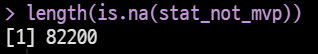 > length(is.na(stat_not_mvp))
[1] 82200